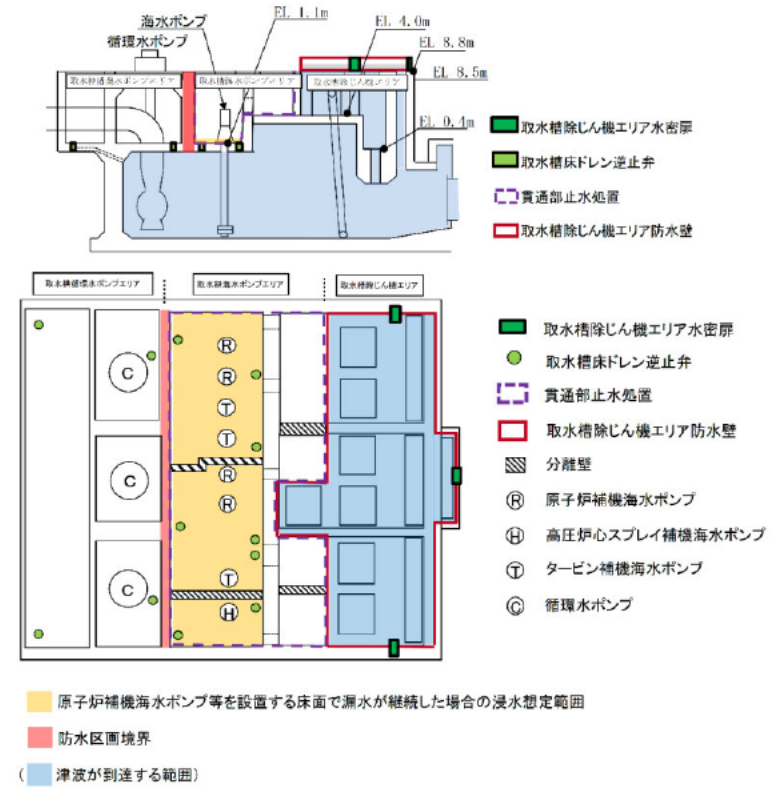 EL 1.1m
海水ポンプ
EL 4.0m
循環水ポンプ
EL 8.8m
EL 8.5m
取水槽循環水ポンプエリア
取水槽海水ポンプエリア
取水槽除じん機エリア
EL 0.4m
取水槽除じん機エリア水密扉
取水槽床ドレン逆止弁
貫通部止水処置
取水槽除じん機エリア防水壁
取水槽循環水ポンプエリア
取水槽海水ポンプエリア
取水槽除じん機エリア
R
R
T
T
R
R
T
H
C
C
C
取水槽除じん機エリア水密扉
取水槽床ドレン逆止弁
貫通部止水処置
取水槽除じん機エリア防水壁
分離壁
R 原子炉補機海水ポンプ
H 高圧炉心スプレイ補機海水ポンプ
T タービン補機海水ポンプ
C 循環水ポンプ
原子炉補機海水ポンプ等を設置する床面で漏水が継続した場合の浸水想定範囲
防水区画境界
( 津波が到達する範囲)